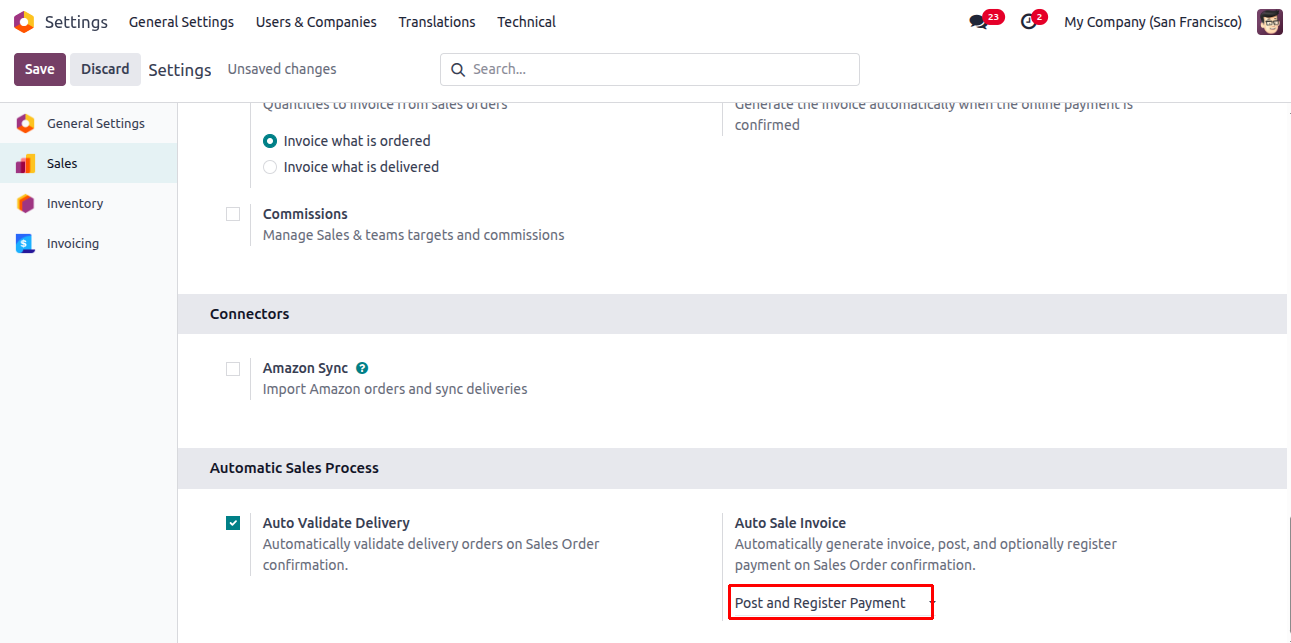 Settings General Settings Users & Companies Translations Technical 23 2 My Company (San Francisco)
Save Discard Settings Unsaved changes Search...
General Settings
Sales
Inventory
Invoicing
Quantities to invoice from sales orders
Invoice what is ordered
Invoice what is delivered
Generate the invoice automatically when the online payment is
confirmed
Commissions
Manage Sales & teams targets and commissions
Connectors
Amazon Sync ?
Import Amazon orders and sync deliveries
Automatic Sales Process
Auto Validate Delivery
Automatically validate delivery orders on Sales Order
confirmation.
Auto Sale Invoice
Automatically generate invoice, post, and optionally register
payment on Sales Order confirmation.
Post and Register Payment